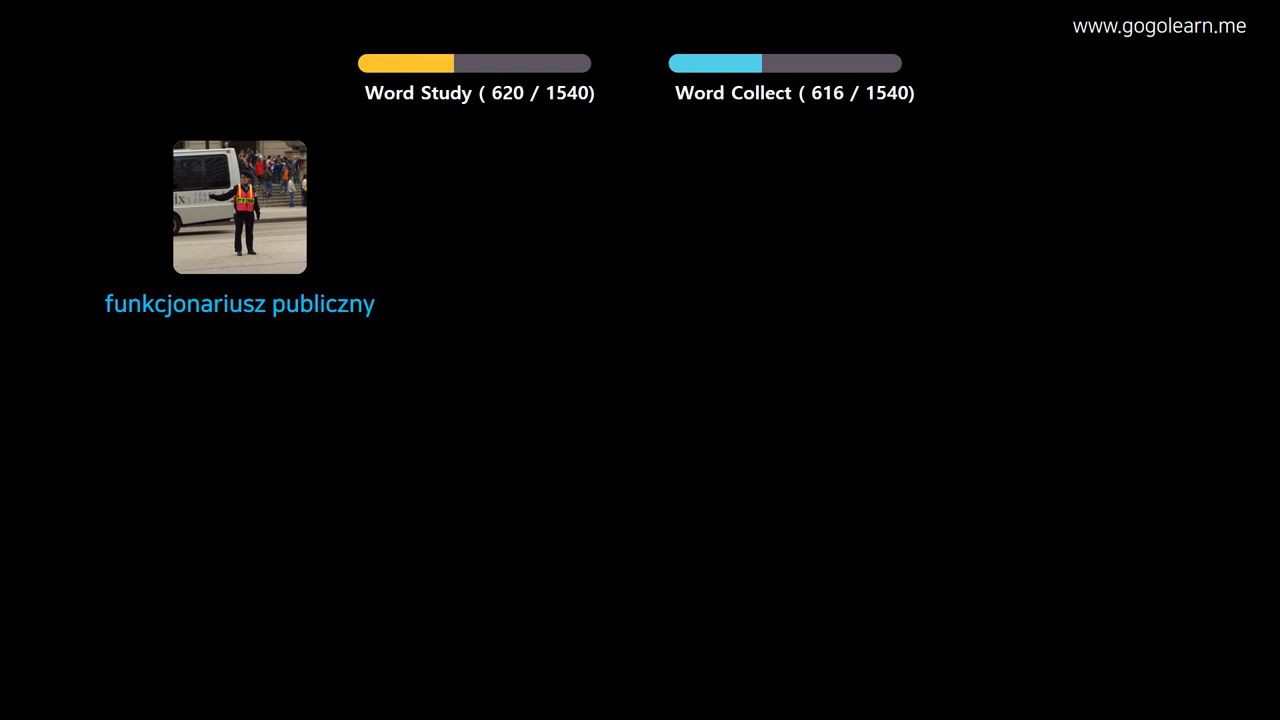 www.gogolearn.me
Word Study ( 620 / 1540)
Word Collect ( 616 / 1540)
funkcjonariusz publiczny